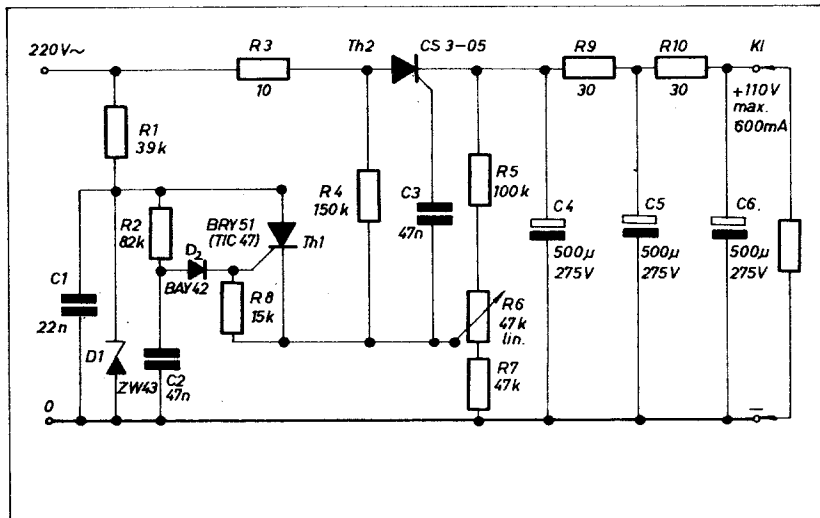 220V~
R3
10
Th2
CS 3-05
R9
30
R10
30
Kl
+110V
max.
600mA
R1
39k
R2
82k
BRY51
(TIC 47)
Th1
D2
BAY42
R8
15k
R4
150k
C3
47n
R5
100k
C4
500µ
275V
C5
500µ
275V
C6
500µ
275V
C1
22n
D1
ZW43
C2
47n
R6
47k
lin.
R7
47k
0
–